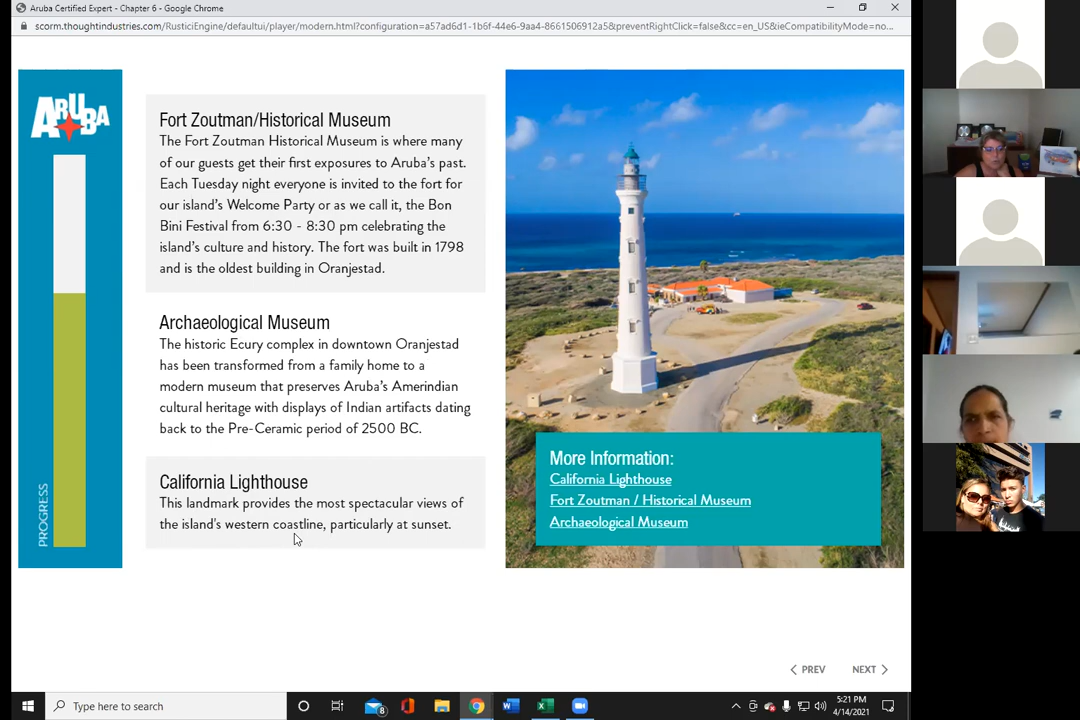 Aruba Certified Expert - Chapter 6 - Google Chrome
scorm.thoughtindustries.com/RusticiEngine/defaultui/player/modern.html?configuration=a57ad6d1-1b6f-44e6-9aa4-8661506912a5&preventRightClick=false&cc=en_US&ieCompatibilityMode=no...
ARUBA
PROGRESS
Fort Zoutman/Historical Museum
The Fort Zoutman Historical Museum is where many
of our guests get their first exposures to Aruba's past.
Each Tuesday night everyone is invited to the fort for
our island's Welcome Party or as we call it, the Bon
Bini Festival from 6:30 - 8:30 pm celebrating the
island's culture and history. The fort was built in 1798
and is the oldest building in Oranjestad.
Archaeological Museum
The historic Ecury complex in downtown Oranjestad
has been transformed from a family home to a
modern museum that preserves Aruba's Amerindian
cultural heritage with displays of Indian artifacts dating
back to the Pre-Ceramic period of 2500 BC.
California Lighthouse
This landmark provides the most spectacular views of
the island's western coastline, particularly at sunset.
More Information:
California Lighthouse
Fort Zoutman / Historical Museum
Archaeological Museum
PREV
NEXT
Type here to search
8
5:21 PM
4/14/2021